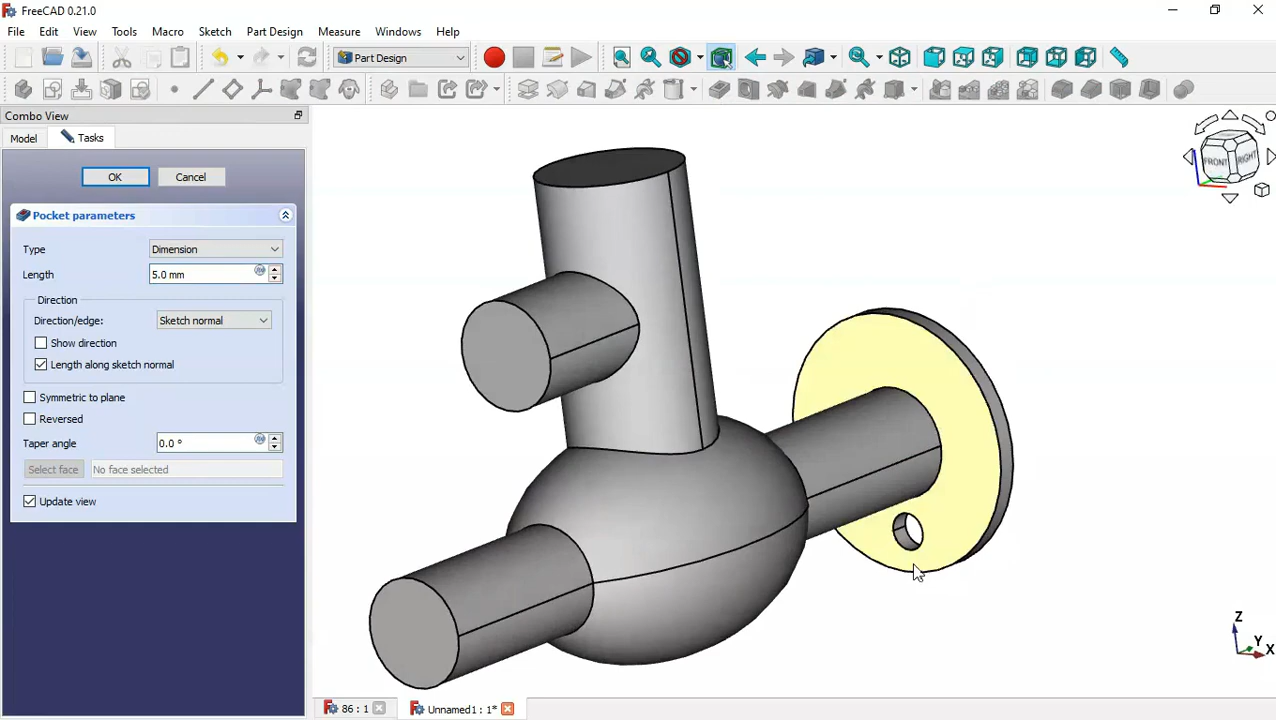 FreeCAD 0.21.0
File Edit View Tools Macro Sketch Part Design Measure Windows Help
Part Design
Combo View
Model Tasks
OK Cancel
Pocket parameters
Type Dimension
Length 5.0 mm
Direction
Direction/edge: Sketch normal
Show direction
Length along sketch normal
Symmetric to plane
Reversed
Taper angle 0.0 °
Select face No face selected
Update view
FRONT RIGHT
Z
Y
X
86 : 1 Unnamed1 : 1*